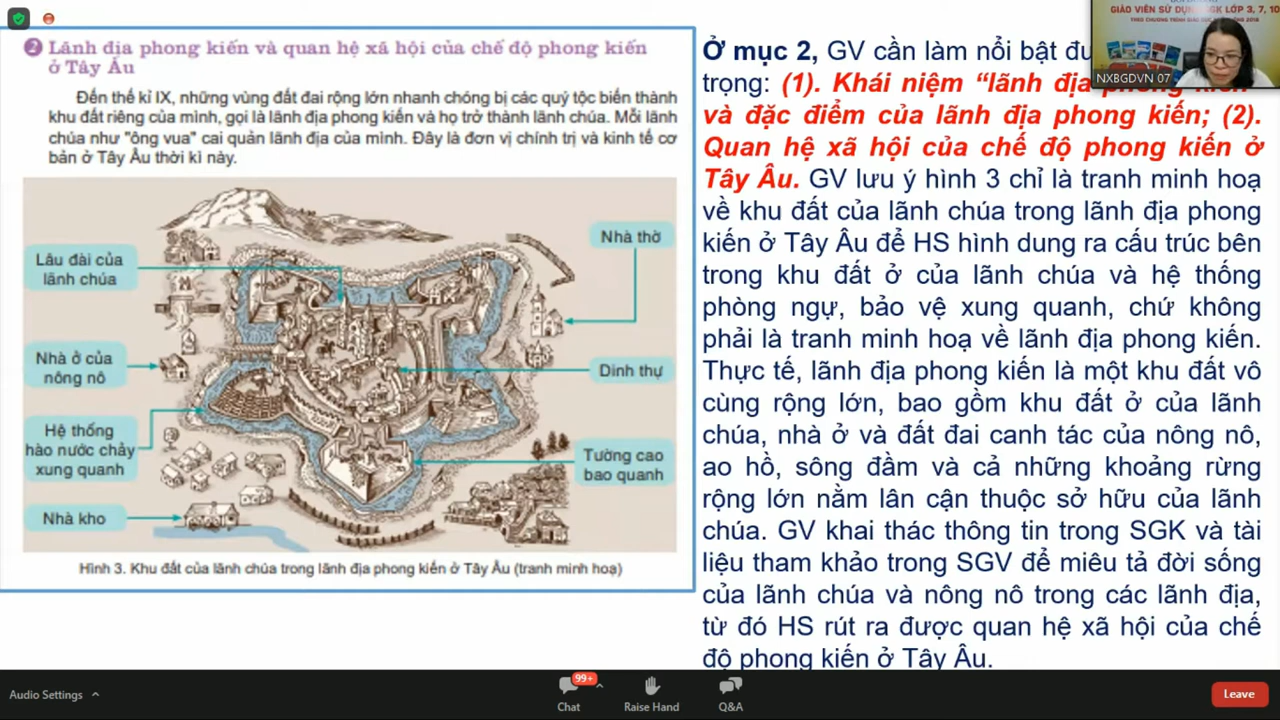 2 Lãnh địa phong kiến và quan hệ xã hội của chế độ phong kiến
ở Tây Âu
Đến thế kỉ IX, những vùng đất đai rộng lớn nhanh chóng bị các quý tộc biến thành
khu đất riêng của mình, gọi là lãnh địa phong kiến và họ trở thành lãnh chúa. Mỗi lãnh
chúa như "ông vua" cai quản lãnh địa của mình. Đây là đơn vị chính trị và kinh tế cơ
bản ở Tây Âu thời kì này.
Lâu đài của
lãnh chúa
Nhà ở của
nông nô
Hệ thống
hào nước chảy
xung quanh
Nhà kho
Nhà thờ
Dinh thự
Tường cao
bao quanh
Hình 3. Khu đất của lãnh chúa trong lãnh địa phong kiến ở Tây Âu (tranh minh hoạ)
Ở mục 2, GV cần làm nổi bật
trọng: (1). Khái niệm “lãnh địa phong kiến”
và đặc điểm của lãnh địa phong kiến; (2).
Quan hệ xã hội của chế độ phong kiến ở
Tây Âu. GV lưu ý hình 3 chỉ là tranh minh hoạ
về khu đất của lãnh chúa trong lãnh địa phong
kiến ở Tây Âu để HS hình dung ra cấu trúc bên
trong khu đất ở của lãnh chúa và hệ thống
phòng ngự, bảo vệ xung quanh, chứ không
phải là tranh minh hoạ về lãnh địa phong kiến.
Thực tế, lãnh địa phong kiến là một khu đất vô
cùng rộng lớn, bao gồm khu đất ở của lãnh
chúa, nhà ở và đất đai canh tác của nông nô,
ao hồ, sông đầm và cả những khoảng rừng
rộng lớn nằm lân cận thuộc sở hữu của lãnh
chúa. GV khai thác thông tin trong SGK và tài
liệu tham khảo trong SGV để miêu tả đời sống
của lãnh chúa và nông nô trong các lãnh địa,
từ đó HS rút ra được quan hệ xã hội của chế
độ phong kiến ở Tây Âu.
GIÁO VIÊN SỬ DỤNG SGK LỚP 3, 7, 10
NXBGDVN 07
Audio Settings
99+
Chat
Raise Hand
Q&A
Leave